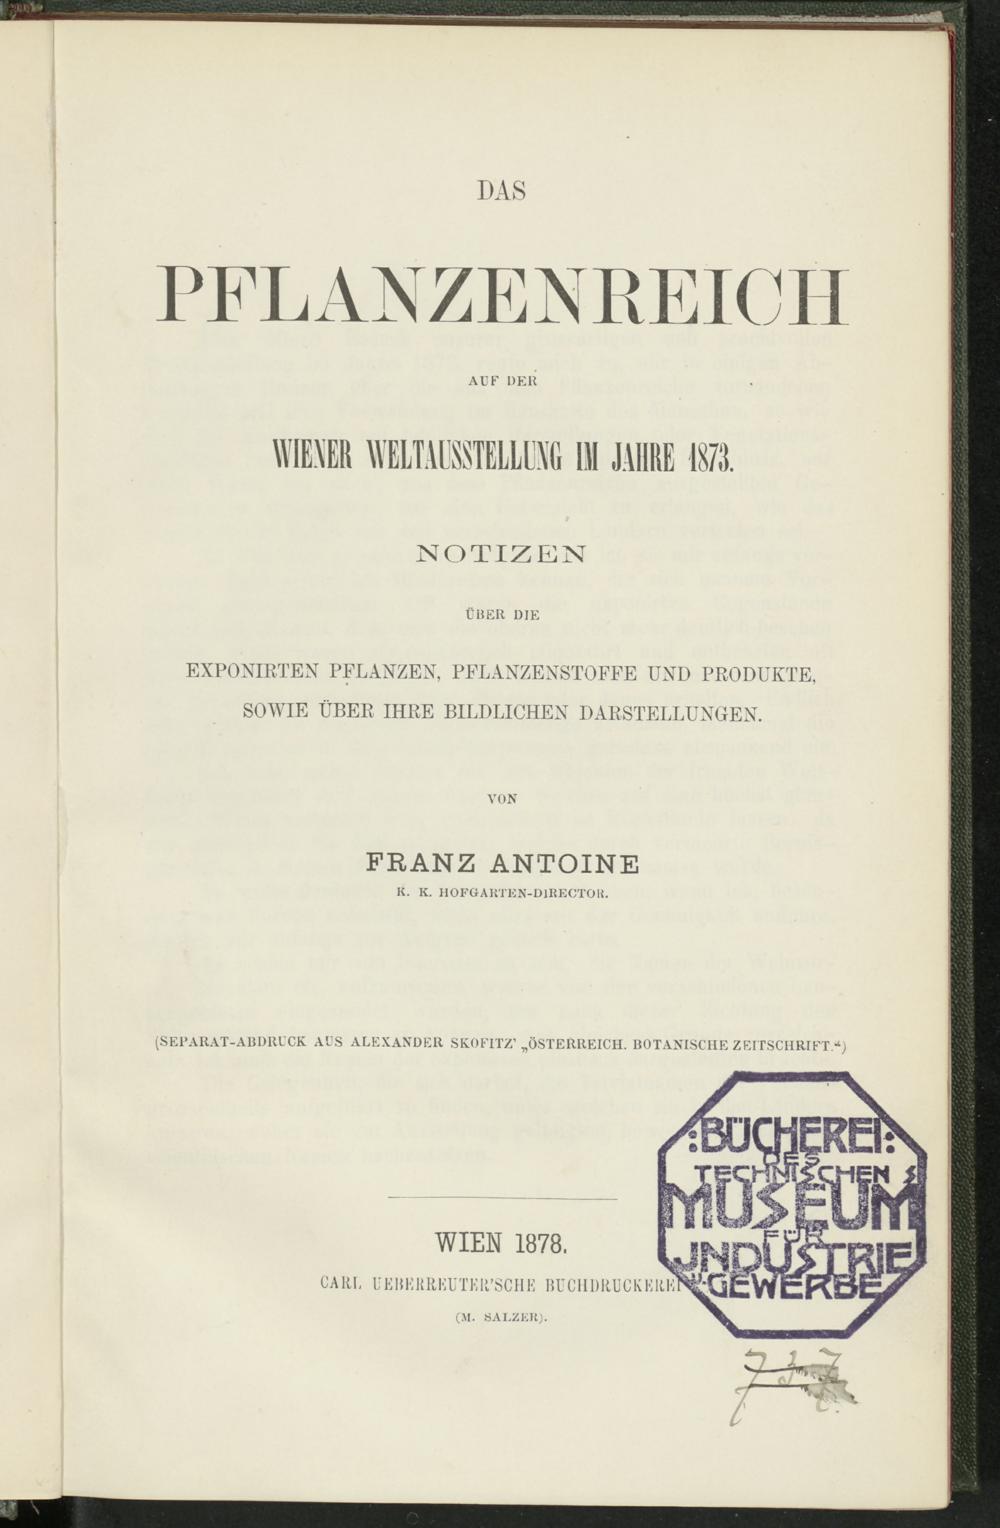 DAS
PFLANZENREICH
AUF DER
WIENER WELTAUSSTELLUNG IM JAHRE 1873.
NOTIZEN
ÜBER DIE
EXPONIRTEN PFLANZEN, PFLANZENSTOFFE UND PRODUKTE,
SOWIE ÜBER IHRE BILDLICHEN DARSTELLUNGEN.
VON
FRANZ ANTOINE
K. K. HOFGARTEN-DIRECTOR.
(SEPARAT-ABDRUCK AUS ALEXANDER SKOFITZ' „ÖSTERREICH. BOTANISCHE ZEITSCHRIFT.“)
WIEN 1878.
CARL UEBERREUTER'SCHE BUCHDRUCKEREI
(M. SALZER).
:BÜCHEREI:
DES
TECHNISCHEN
MUSEUM
FÜR
JNDUSTRIE
U·GEWERBE
737